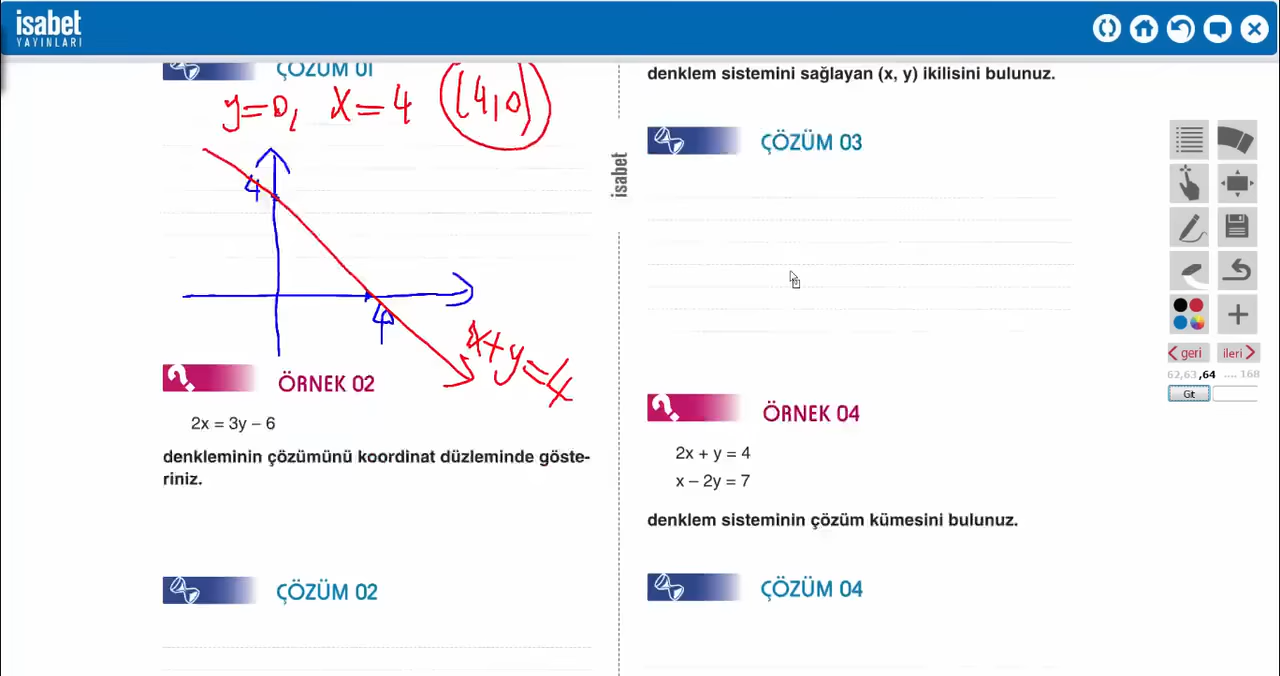 isabet
YAYINLARI
ÇÖZÜM 01
y=0, x=4 (4,0)
4
4
x+y=4
ÖRNEK 02
2x = 3y – 6
denkleminin çözümünü koordinat düzleminde göste-
riniz.
ÇÖZÜM 02
isabet
denklem sistemini sağlayan (x, y) ikilisini bulunuz.
ÇÖZÜM 03
ÖRNEK 04
2x + y = 4
x – 2y = 7
denklem sisteminin çözüm kümesini bulunuz.
ÇÖZÜM 04
geri ileri
62,63,64 .... 168
Git